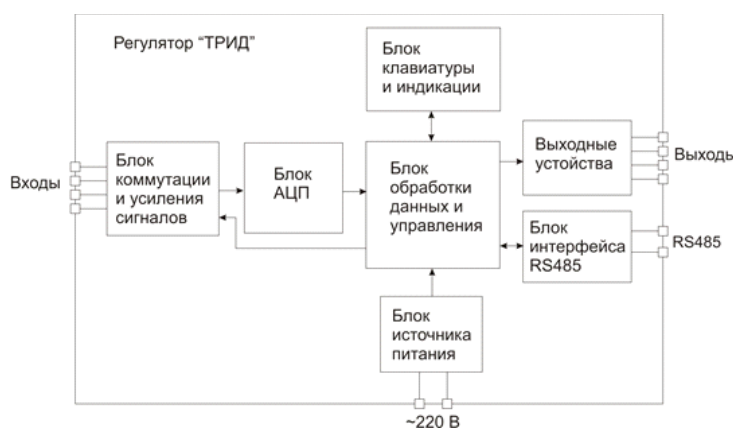 Регулятор “ТРИД”
Блок
клавиатуры
и индикации
Входы
Блок
коммутации
и усиления
сигналов
Блок
АЦП
Блок
обработки
данных и
управления
Выходные
устойства
Выходы
Блок
интерфейса
RS485
RS485
Блок
источника
питания
~220 В